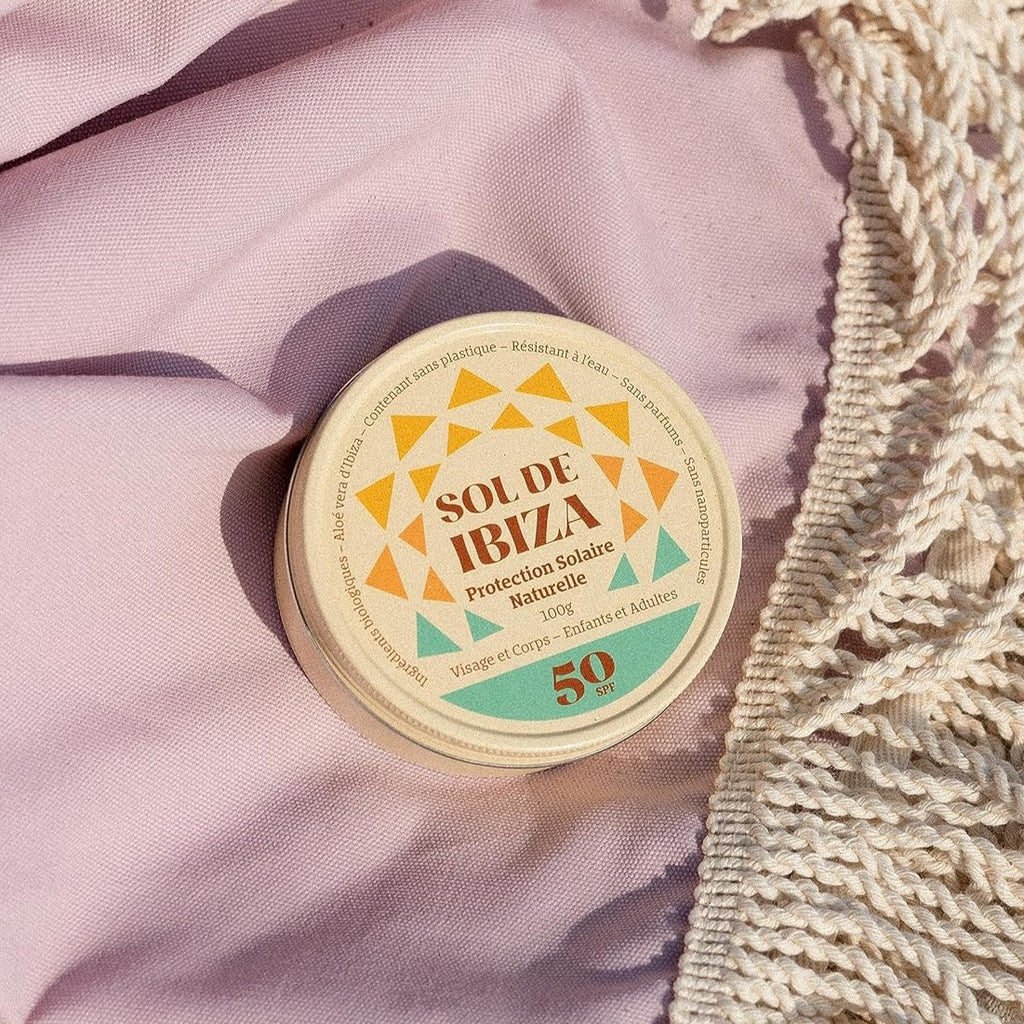 Ingrédients biologiques – Aloé vera d'Ibiza – Contenant sans plastique – Résistant à l'eau – Sans parfums – Sans nanoparticules
SOL DE
IBIZA
Protection Solaire
Naturelle
100g
Visage et Corps – Enfants et Adultes
50
SPF